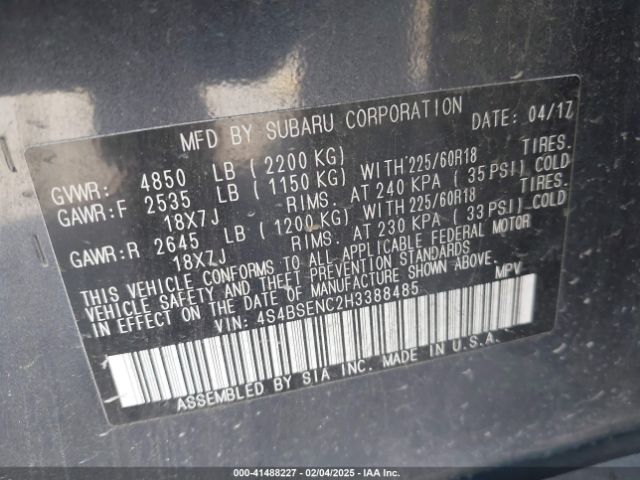 MFD BY SUBARU CORPORATION DATE: 04/17
GVWR: 4850 LB (2200 KG)
GAWR:F 2535 LB (1150 KG) WITH 225/60R18 TIRES.
18X7J RIMS. AT 240 KPA (35 PSI) COLD
GAWR:R 2645 LB (1200 KG) WITH 225/60R18 TIRES.
18X7J RIMS. AT 230 KPA (33 PSI) COLD
THIS VEHICLE CONFORMS TO ALL APPLICABLE FEDERAL MOTOR
VEHICLE SAFETY AND THEFT PREVENTION STANDARDS
IN EFFECT ON THE DATE OF MANUFACTURE SHOWN ABOVE.
VIN: 4S4BSENC2H3388485 MPV
ASSEMBLED BY SIA INC. MADE IN U.S.A.
000-41488227 - 02/04/2025 - IAA Inc.